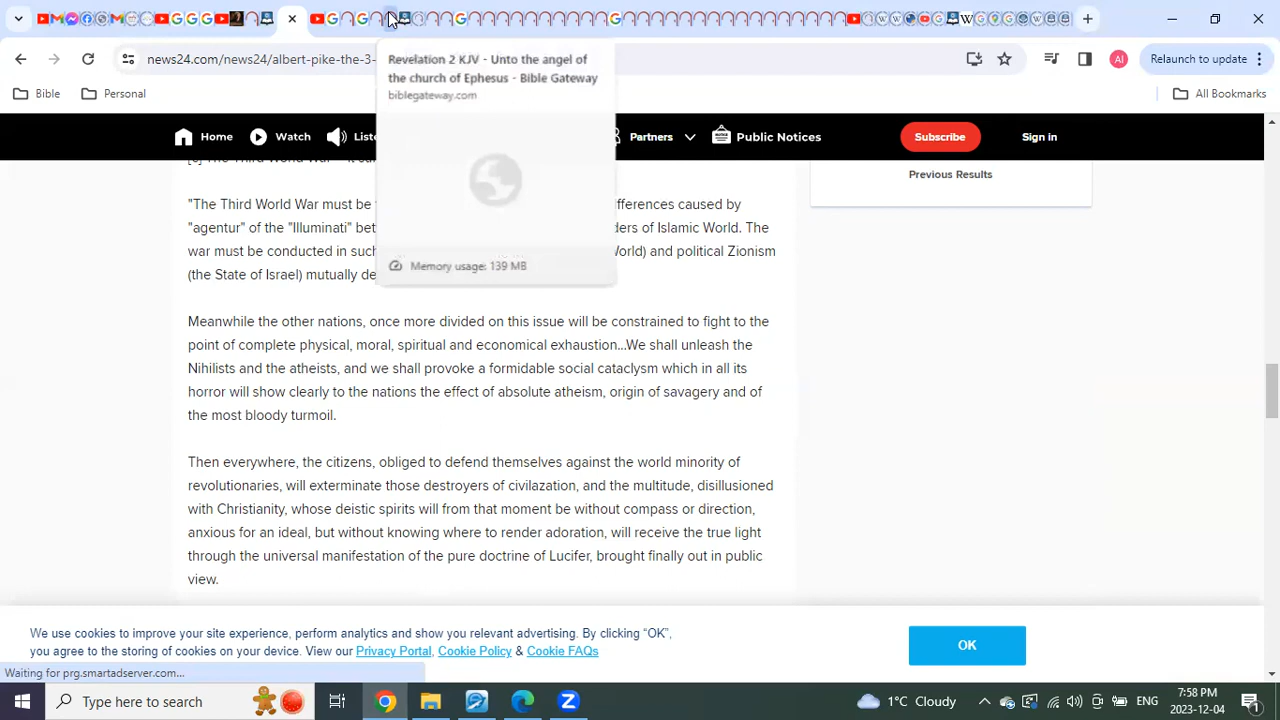 AI
Relaunch to update
news24.com/news24/albert-pike-the-3-
Revelation 2 KJV - Unto the angel of
the church of Ephesus - Bible Gateway
biblegateway.com
Memory usage: 139 MB
Bible
Personal
All Bookmarks
Home
Watch
Liste
Partners
Public Notices
Subscribe
Sign in
Previous Results
"The Third World War must be
ifferences caused by
"agentur" of the "Illuminati" bet
ders of Islamic World. The
war must be conducted in such
World) and political Zionism
(the State of Israel) mutually de
Meanwhile the other nations, once more divided on this issue will be constrained to fight to the
point of complete physical, moral, spiritual and economical exhaustion...We shall unleash the
Nihilists and the atheists, and we shall provoke a formidable social cataclysm which in all its
horror will show clearly to the nations the effect of absolute atheism, origin of savagery and of
the most bloody turmoil.
Then everywhere, the citizens, obliged to defend themselves against the world minority of
revolutionaries, will exterminate those destroyers of civilazation, and the multitude, disillusioned
with Christianity, whose deistic spirits will from that moment be without compass or direction,
anxious for an ideal, but without knowing where to render adoration, will receive the true light
through the universal manifestation of the pure doctrine of Lucifer, brought finally out in public
view.
We use cookies to improve your site experience, perform analytics and show you relevant advertising. By clicking “OK”,
you agree to the storing of cookies on your device. View our Privacy Portal, Cookie Policy & Cookie FAQs
OK
Waiting for prg.smartadserver.com...
Type here to search
1°C Cloudy
ENG
7:58 PM
2023-12-04
1